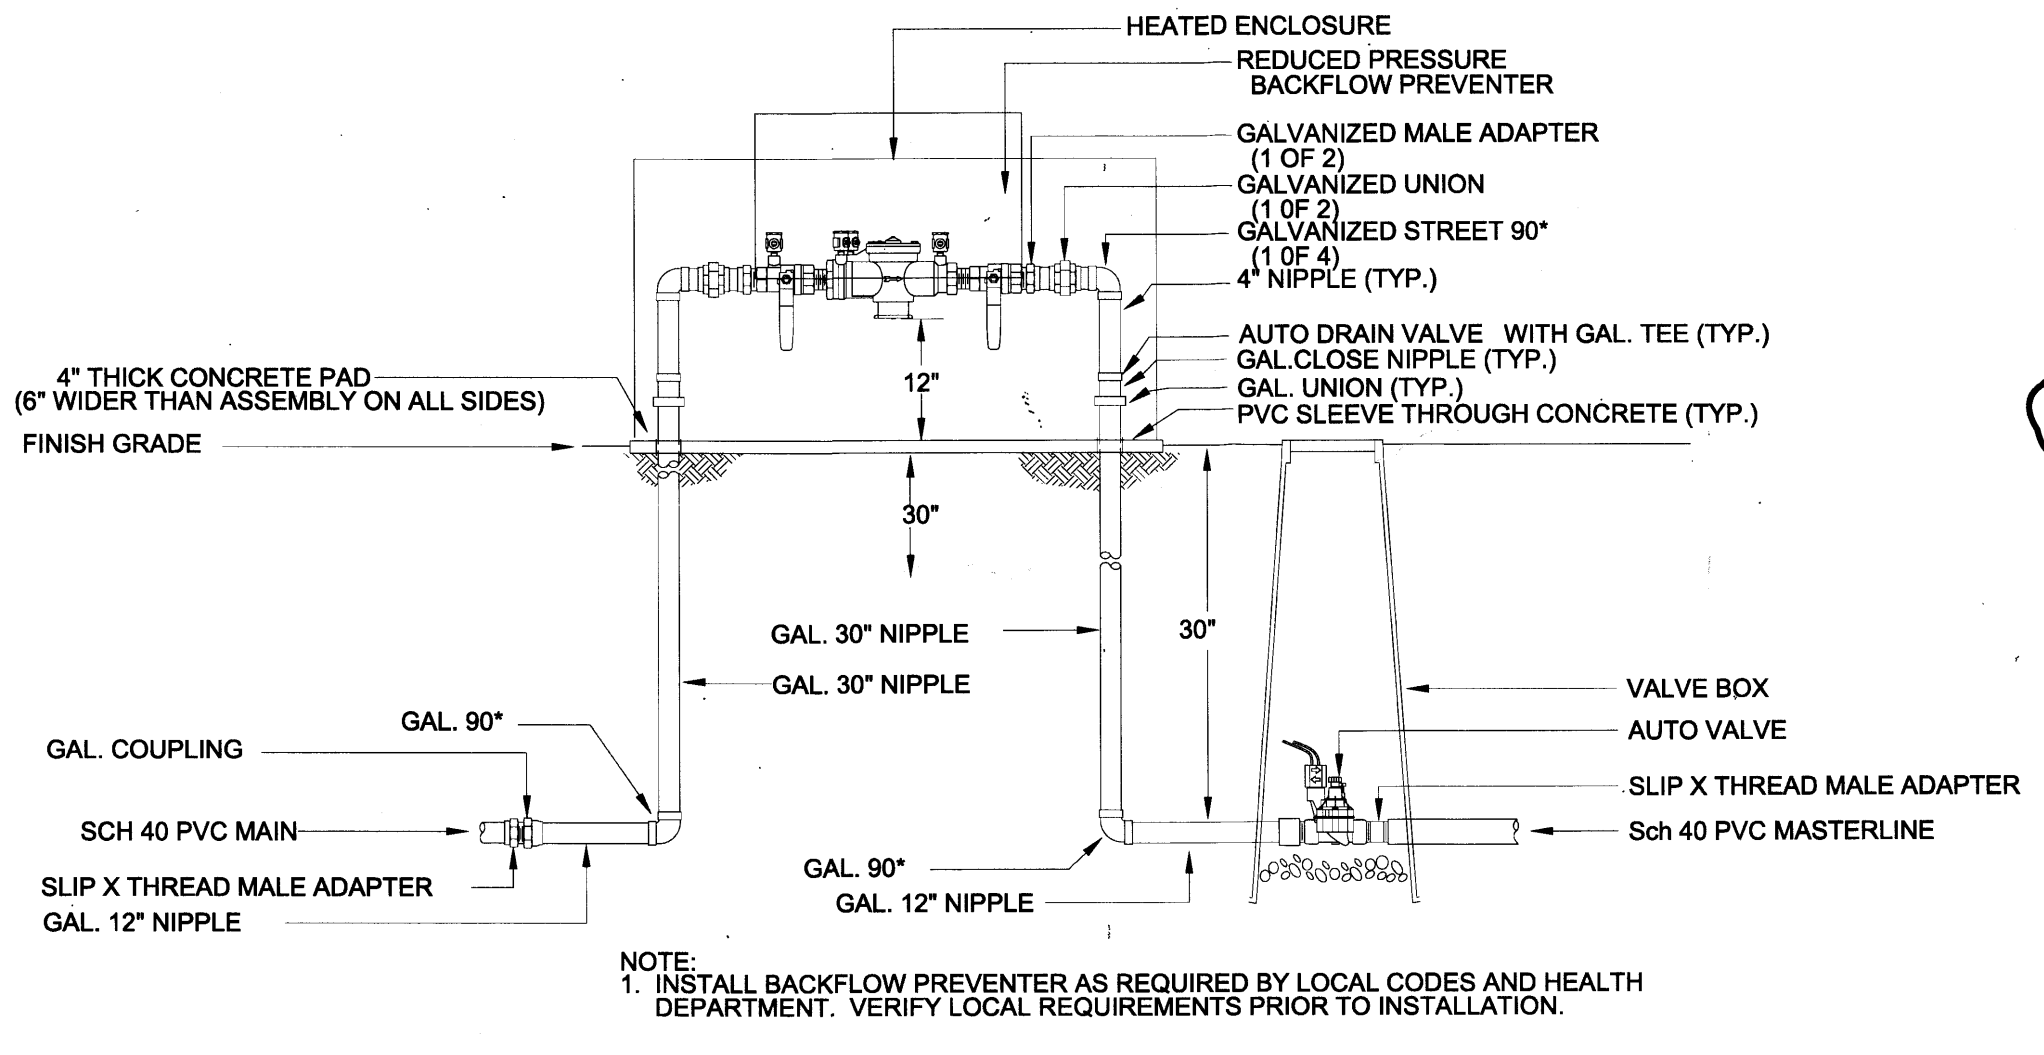 HEATED ENCLOSURE
REDUCED PRESSURE
BACKFLOW PREVENTER
GALVANIZED MALE ADAPTER
(1 OF 2)
GALVANIZED UNION
(1 0F 2)
GALVANIZED STREET 90*
(1 0F 4)
4" NIPPLE (TYP.)
AUTO DRAIN VALVE WITH GAL. TEE (TYP.)
GAL.CLOSE NIPPLE (TYP.)
GAL. UNION (TYP.)
PVC SLEEVE THROUGH CONCRETE (TYP.)
4" THICK CONCRETE PAD
(6" WIDER THAN ASSEMBLY ON ALL SIDES)
FINISH GRADE
12"
30"
30"
GAL. 30" NIPPLE
GAL. 30" NIPPLE
GAL. 90*
GAL. COUPLING
SCH 40 PVC MAIN
SLIP X THREAD MALE ADAPTER
GAL. 12" NIPPLE
GAL. 90*
GAL. 12" NIPPLE
VALVE BOX
AUTO VALVE
SLIP X THREAD MALE ADAPTER
Sch 40 PVC MASTERLINE
NOTE:
1. INSTALL BACKFLOW PREVENTER AS REQUIRED BY LOCAL CODES AND HEALTH
DEPARTMENT. VERIFY LOCAL REQUIREMENTS PRIOR TO INSTALLATION.